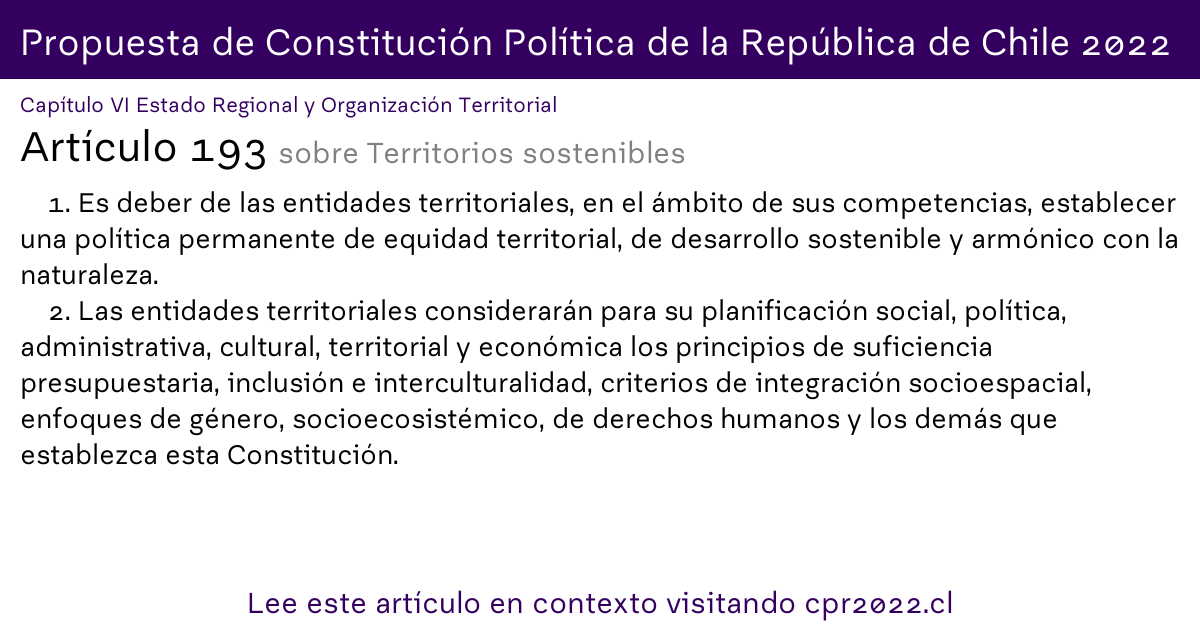 Propuesta de Constitución Política de la República de Chile 2022
Capítulo VI Estado Regional y Organización Territorial
Artículo 193 sobre Territorios sostenibles
1. Es deber de las entidades territoriales, en el ámbito de sus competencias, establecer
una política permanente de equidad territorial, de desarrollo sostenible y armónico con la
naturaleza.
2. Las entidades territoriales considerarán para su planificación social, política,
administrativa, cultural, territorial y económica los principios de suficiencia
presupuestaria, inclusión e interculturalidad, criterios de integración socioespacial,
enfoques de género, socioecosistémico, de derechos humanos y los demás que
establezca esta Constitución.
Lee este artículo en contexto visitando cpr2022.cl